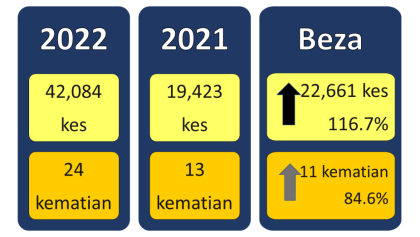 2022
42,084
kes
24
kematian
2021
19,423
kes
13
kematian
Beza
22,661 kes
116.7%
11 kematian
84.6%